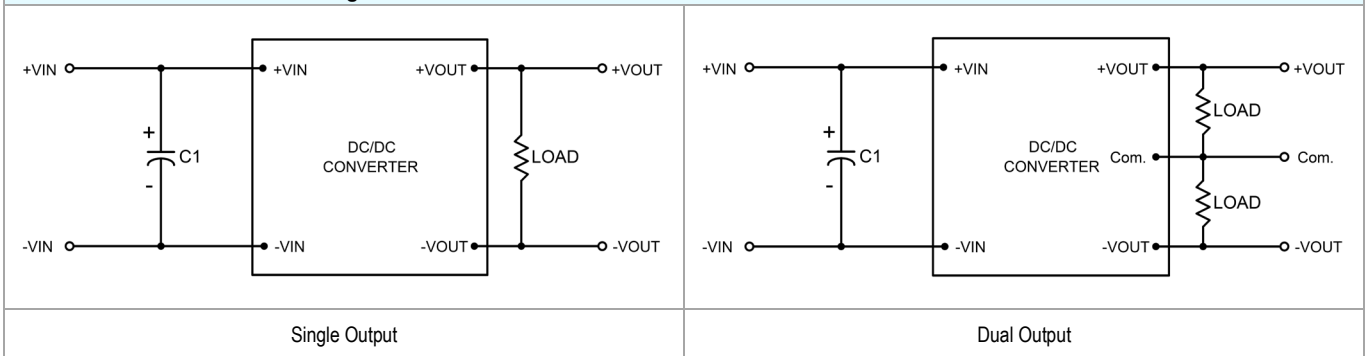 +VIN
+VIN
+VOUT
+VOUT
+
C1
-
DC/DC
CONVERTER
LOAD
-VIN
-VIN
-VOUT
-VOUT
Single Output
+VIN
+VIN
+VOUT
+VOUT
LOAD
+
C1
-
DC/DC
CONVERTER
Com.
Com.
LOAD
-VIN
-VIN
-VOUT
-VOUT
Dual Output